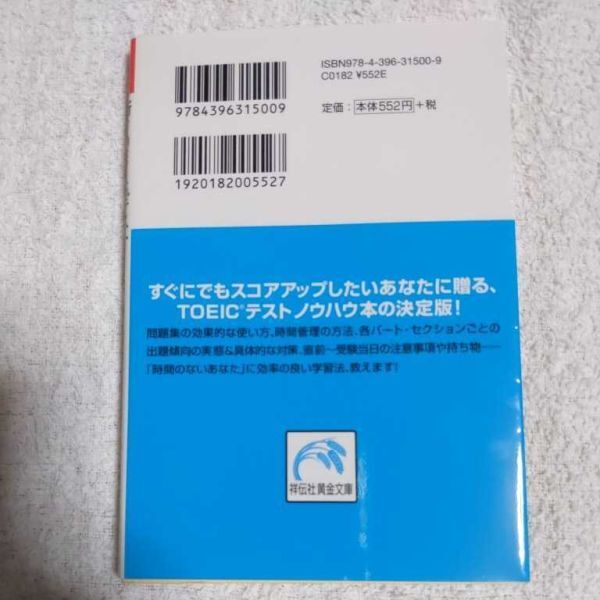 ISBN978-4-396-31500-9
C0182 ¥552E
9784396315009
定価:本体552円+税
1920182005527
すぐにでもスコアアップしたいあなたに贈る、
TOEIC®テストノウハウ本の決定版!
問題集の効果的な使い方、時間管理の方法、各パート・セクションごとの
出題傾向の実態&具体的な対策、直前~受験当日の注意事項や持ち物……
「時間のないあなた」に効率の良い学習法、教えます!
祥伝社黄金文庫